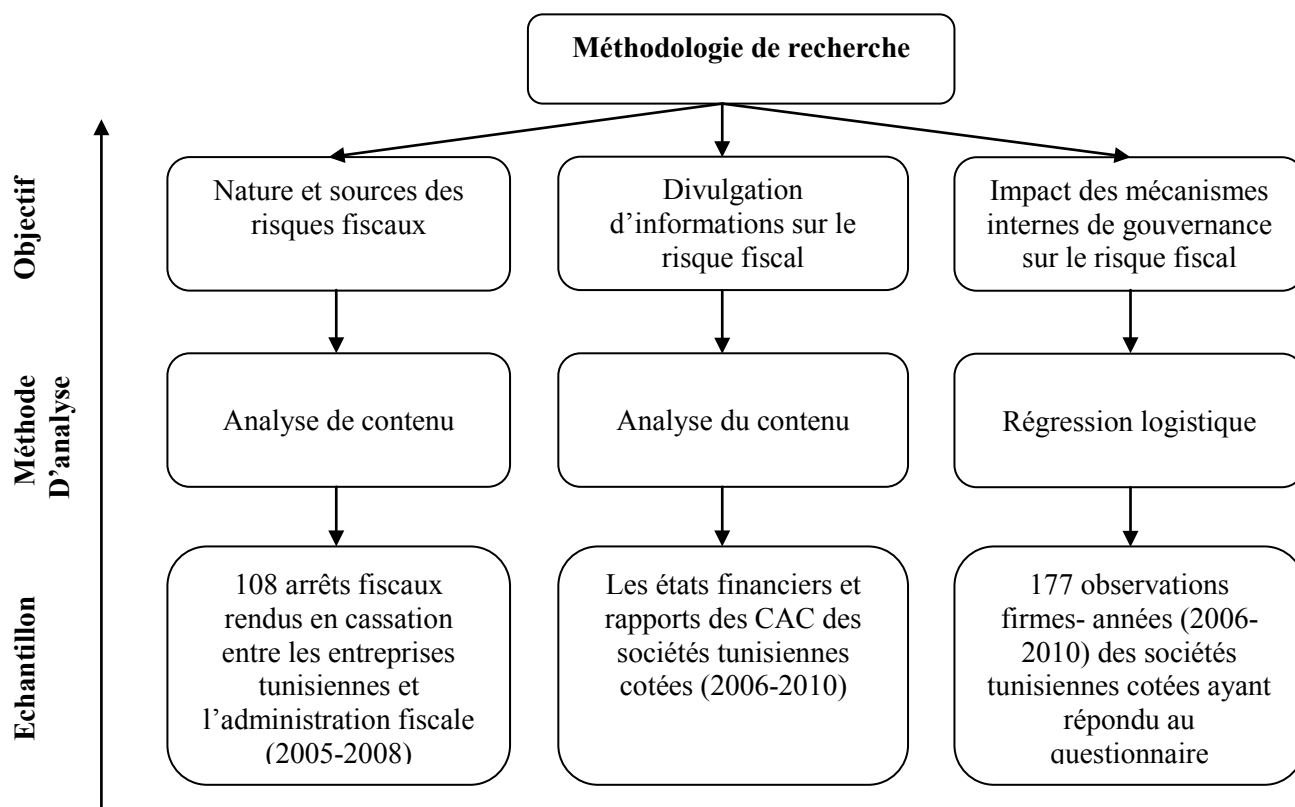 Méthodologie de recherche
Objectif
Nature et sources des
risques fiscaux
Divulgation
d'informations sur le
risque fiscal
Impact des mécanismes
internes de gouvernance
sur le risque fiscal
Méthode
D'analyse
Analyse de contenu
Analyse du contenu
Régression logistique
Echantillon
108 arrêts fiscaux
rendus en cassation
entre les entreprises
tunisiennes et
l'administration fiscale
(2005-2008)
Les états financiers et
rapports des CAC des
sociétés tunisiennes
cotées (2006-2010)
177 observations
firmes- années (2006-
2010) des sociétés
tunisiennes cotées ayant
répondu au
questionnaire